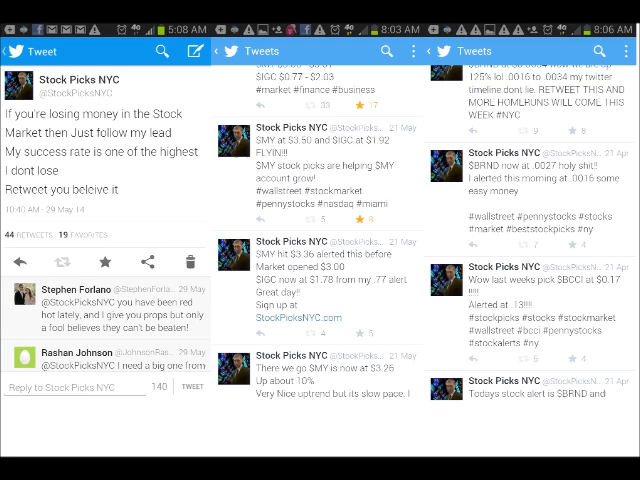 5:08 AM
Tweet
Stock Picks NYC
@StockPicksNYC
If you're losing money in the Stock
Market then Just follow my lead
My success rate is one of the highest
I dont lose
Retweet you beleive it
10:40 AM - 29 May 14
44 RETWEETS 19 FAVORITES
Stephen Forlano @StephenForla... 29 May
@StockPicksNYC you have been red
hot lately, and I give you props but only
a fool believes they can't be beaten!
Rashan Johnson @JohnsonRas... 29 May
@StockPicksNYC I need a big one from
Reply to Stock Picks NYC 140 TWEET
8:03 AM
Tweets
$IGC $0.77 - $2.03
#market #finance #business
33 17
Stock Picks NYC @StockPicks... 21 May
$MY at $3.50 and $IGC at $1.92
FLYIN!!!
$MY stock picks are helping $MY
account grow!
#wallstreet #stockmarket
#pennystocks #nasdaq #miami
5 8
Stock Picks NYC @StockPicks... 21 May
$MY hit $3.36 alerted this before
Market opened $3.00
$IGC now at $1.78 from my .77 alert
Great day!!
Sign up at
StockPicksNYC.com
4 5
Stock Picks NYC @StockPicks... 21 May
There we go $MY is now at $3.26
Up about 10%
Very Nice uptrend but its slow pace. I
8:06 AM
Tweets
125% lol .0016 to .0034 my twitter
timeline dont lie. RETWEET THIS AND
MORE HOMERUNS WILL COME THIS
WEEK #NYC
9 8
Stock Picks NYC @StockPicksN... 21 Apr
$BRND now at .0027 holy shit!!
I alerted this morning at .0016 some
easy money
#wallstreet #pennystocks #stocks
#market #beststockpicks #ny
7 4
Stock Picks NYC @StockPicksN... 21 Apr
Wow last weeks pick $BCCI at $0.17
!!!!!
Alerted at .13!!!!
#stockpicks #stocks #stockmarket
#wallstreet #bcci #pennystocks
#stockalerts #ny
5 4
Stock Picks NYC @StockPicksN... 21 Apr
Todays stock alert is $BRND and